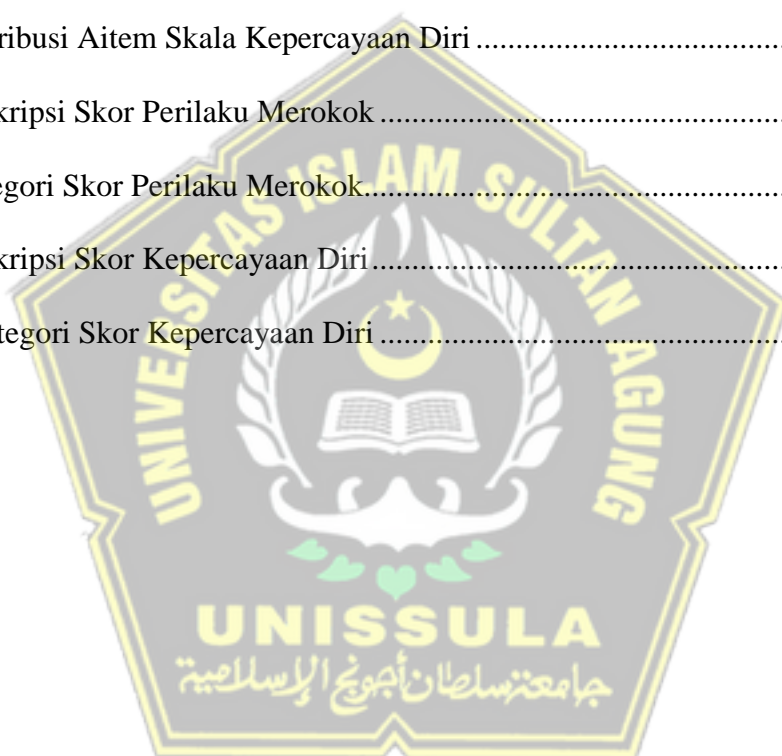 ribusi Aitem Skala Kepercayaan Diri ..........................................
kripsi Skor Perilaku Merokok ......................................................
egori Skor Perilaku Merokok........................................................
kripsi Skor Kepercayaan Diri.......................................................
tegori Skor Kepercayaan Diri ......................................................
UNIVERSITAS ISLAM SULTAN AGUNG
UNISSULA
جامعة سلطان أجونج الإسلامية